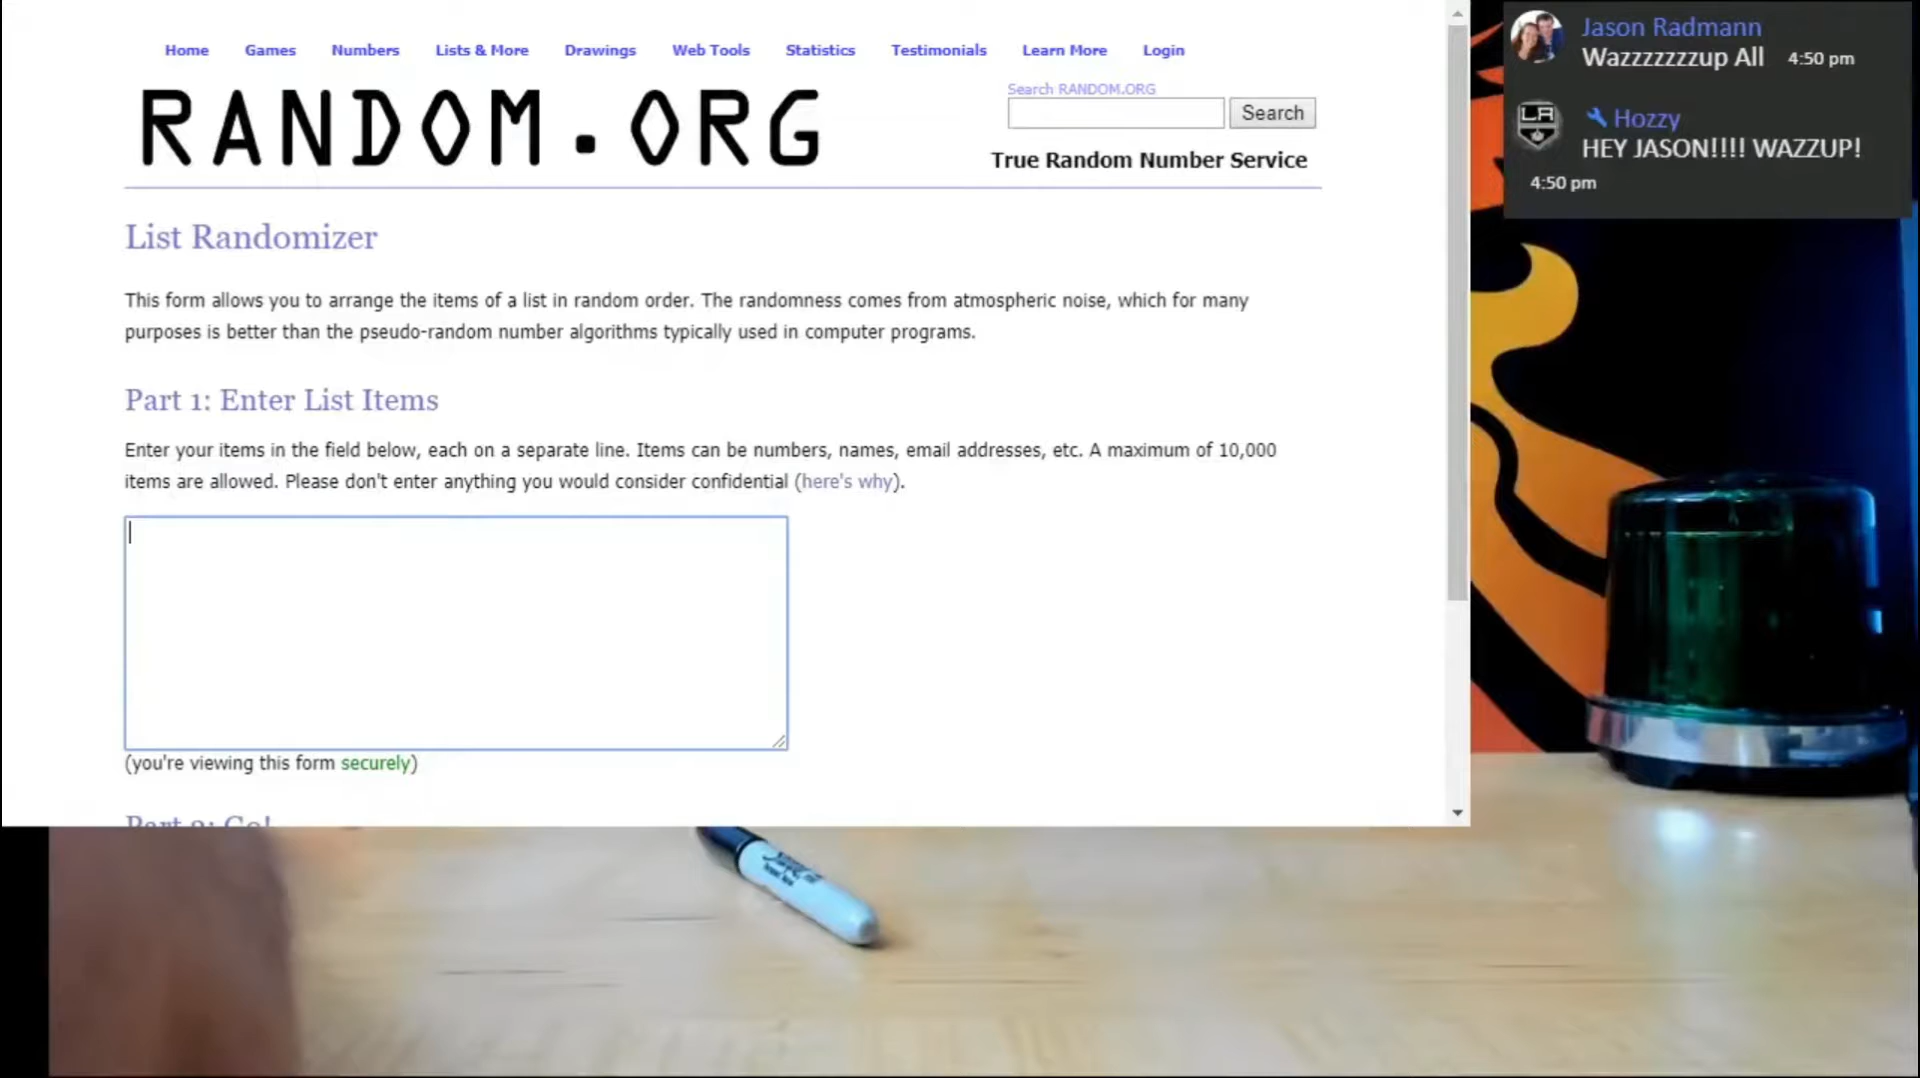 Home Games Numbers Lists & More Drawings Web Tools Statistics Testimonials Learn More Login
RANDOM.ORG
Search RANDOM.ORG
Search
True Random Number Service
List Randomizer
This form allows you to arrange the items of a list in random order. The randomness comes from atmospheric noise, which for many
purposes is better than the pseudo-random number algorithms typically used in computer programs.
Part 1: Enter List Items
Enter your items in the field below, each on a separate line. Items can be numbers, names, email addresses, etc. A maximum of 10,000
items are allowed. Please don't enter anything you would consider confidential (here's why).
(you're viewing this form securely)
Part 2: Go!
Jason Radmann
Wazzzzzzzup All 4:50 pm
LA
Hozzy
HEY JASON!!!! WAZZUP!
4:50 pm